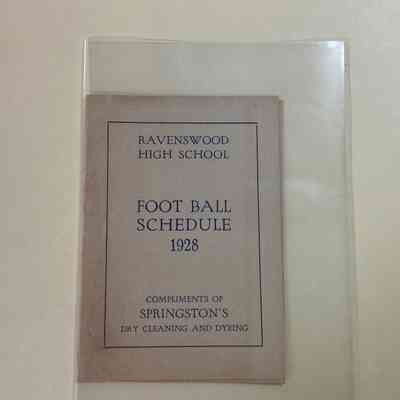 RAVENSWOOD
HIGH SCHOOL
FOOT BALL
SCHEDULE
1928
COMPLIMENTS OF
SPRINGSTON'S
DRY CLEANING AND DYEING